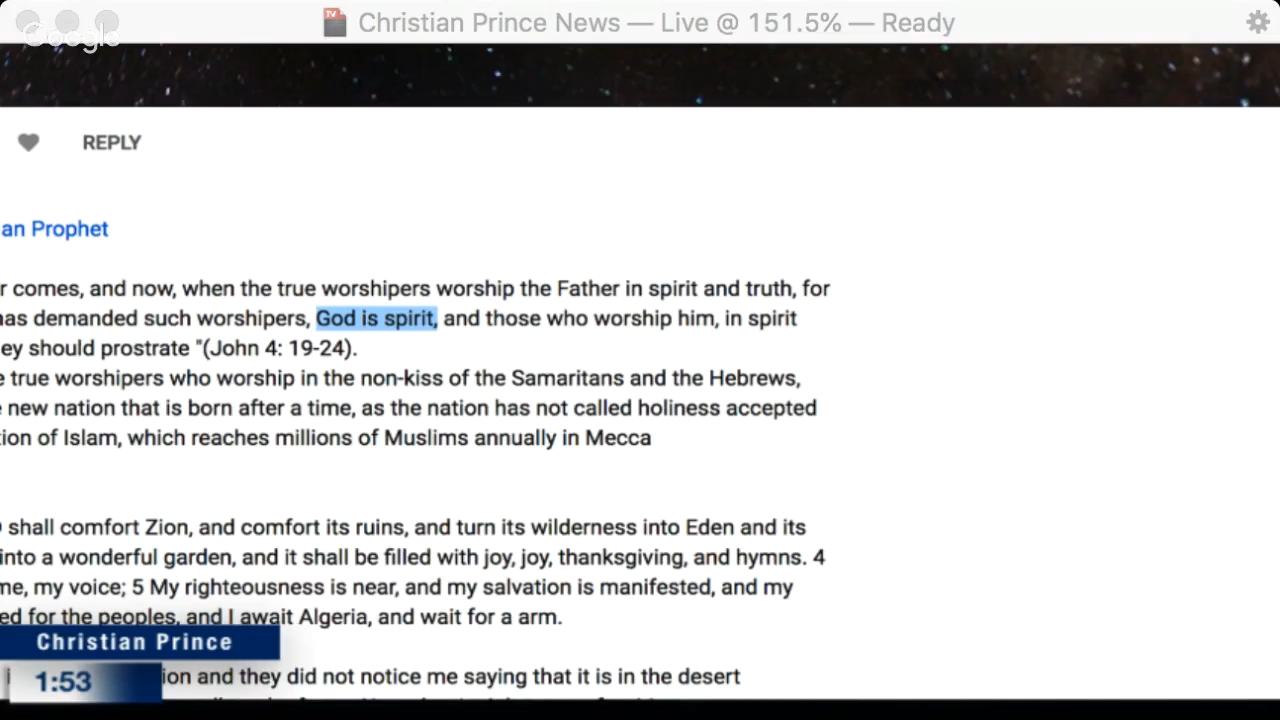 Christian Prince News — Live @ 151.5% — Ready
Google
REPLY
an Prophet
r comes, and now, when the true worshipers worship the Father in spirit and truth, for
has demanded such worshipers, God is spirit, and those who worship him, in spirit
ey should prostrate "(John 4: 19-24).
e true worshipers who worship in the non-kiss of the Samaritans and the Hebrews,
e new nation that is born after a time, as the nation has not called holiness accepted
tion of Islam, which reaches millions of Muslims annually in Mecca
shall comfort Zion, and comfort its ruins, and turn its wilderness into Eden and its
into a wonderful garden, and it shall be filled with joy, joy, thanksgiving, and hymns. 4
me, my voice; 5 My righteousness is near, and my salvation is manifested, and my
ed for the peoples, and I await Algeria, and wait for a arm.
Christian Prince
ion and they did not notice me saying that it is in the desert
1:53